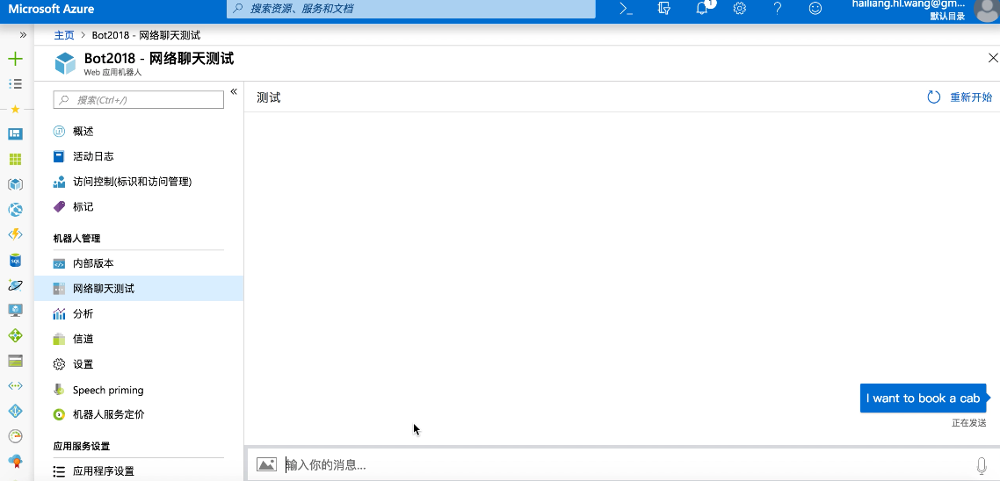 Microsoft Azure
搜索资源、服务和文档
1
hailiang.hl.wang@gm...
默认目录
主页 > Bot2018 - 网络聊天测试
Bot2018 - 网络聊天测试
Web 应用机器人
搜索(Ctrl+/)
测试
重新开始
概述
活动日志
访问控制(标识和访问管理)
标记
机器人管理
内部版本
网络聊天测试
分析
信道
设置
Speech priming
机器人服务定价
应用服务设置
应用程序设置
I want to book a cab
正在发送
输入你的消息...